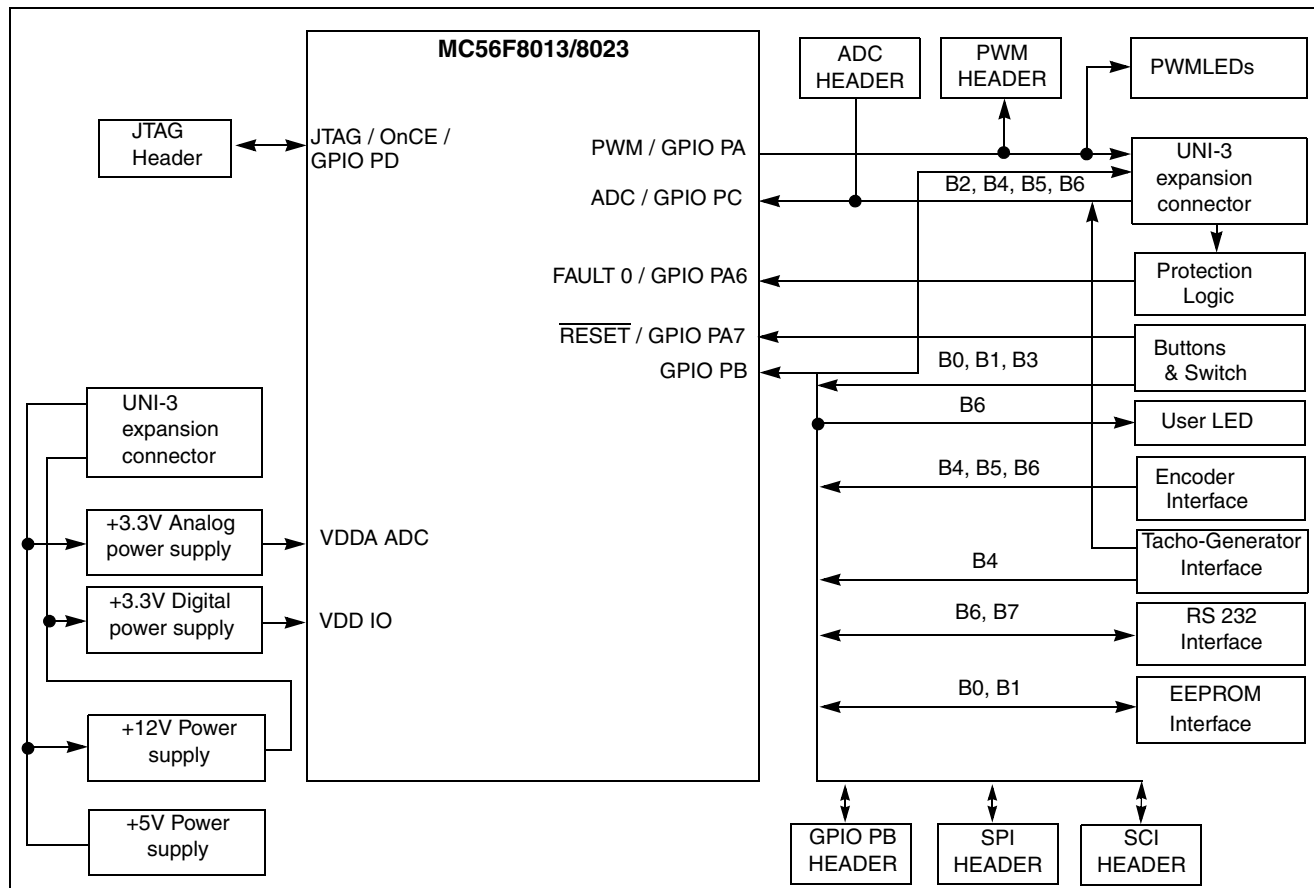 MC56F8013/8023
ADC
HEADER
PWM
HEADER
PWMLEDs
JTAG
Header
JTAG / OnCE /
GPIO PD
PWM / GPIO PA
UNI-3
expansion
connector
B2, B4, B5, B6
ADC / GPIO PC
FAULT 0 / GPIO PA6
Protection
Logic
RESET / GPIO PA7
GPIO PB
B0, B1, B3
Buttons
& Switch
B6
User LED
UNI-3
expansion
connector
B4, B5, B6
Encoder
Interface
+3.3V Analog
power supply
VDDA ADC
B4
Tacho-Generator
Interface
+3.3V Digital
power supply
VDD IO
B6, B7
RS 232
Interface
B0, B1
EEPROM
Interface
+12V Power
supply
+5V Power
supply
GPIO PB
HEADER
SPI
HEADER
SCI
HEADER